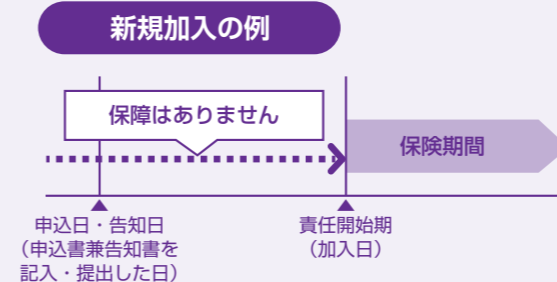 新規加入の例
保障はありません
保険期間
申込日・告知日
（申込書兼告知書を
記入・提出した日）
責任開始期
（加入日）